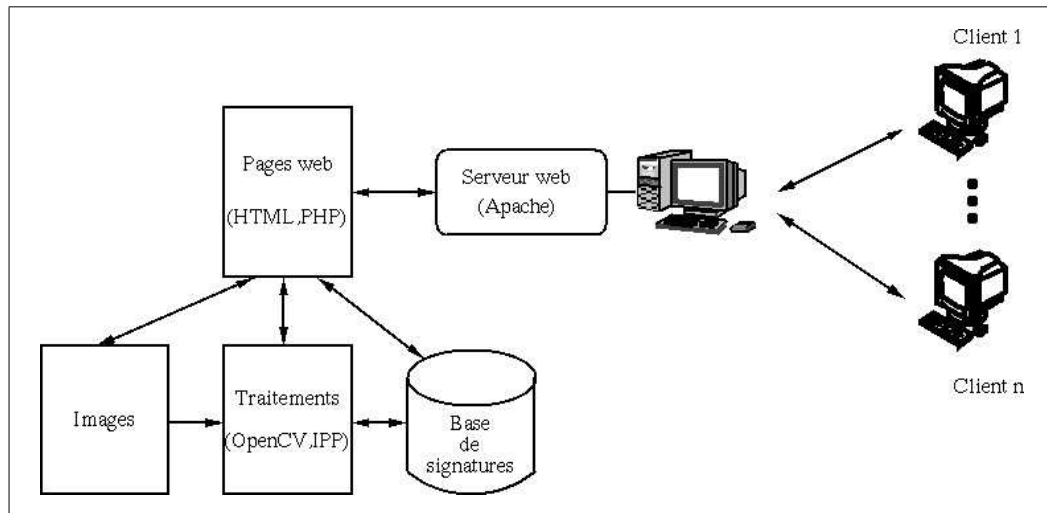 Client 1
Pages web
(HTML,PHP)
Serveur web
(Apache)
Client n
Images
Traitements
(OpenCV,IPP)
Base
de
signatures